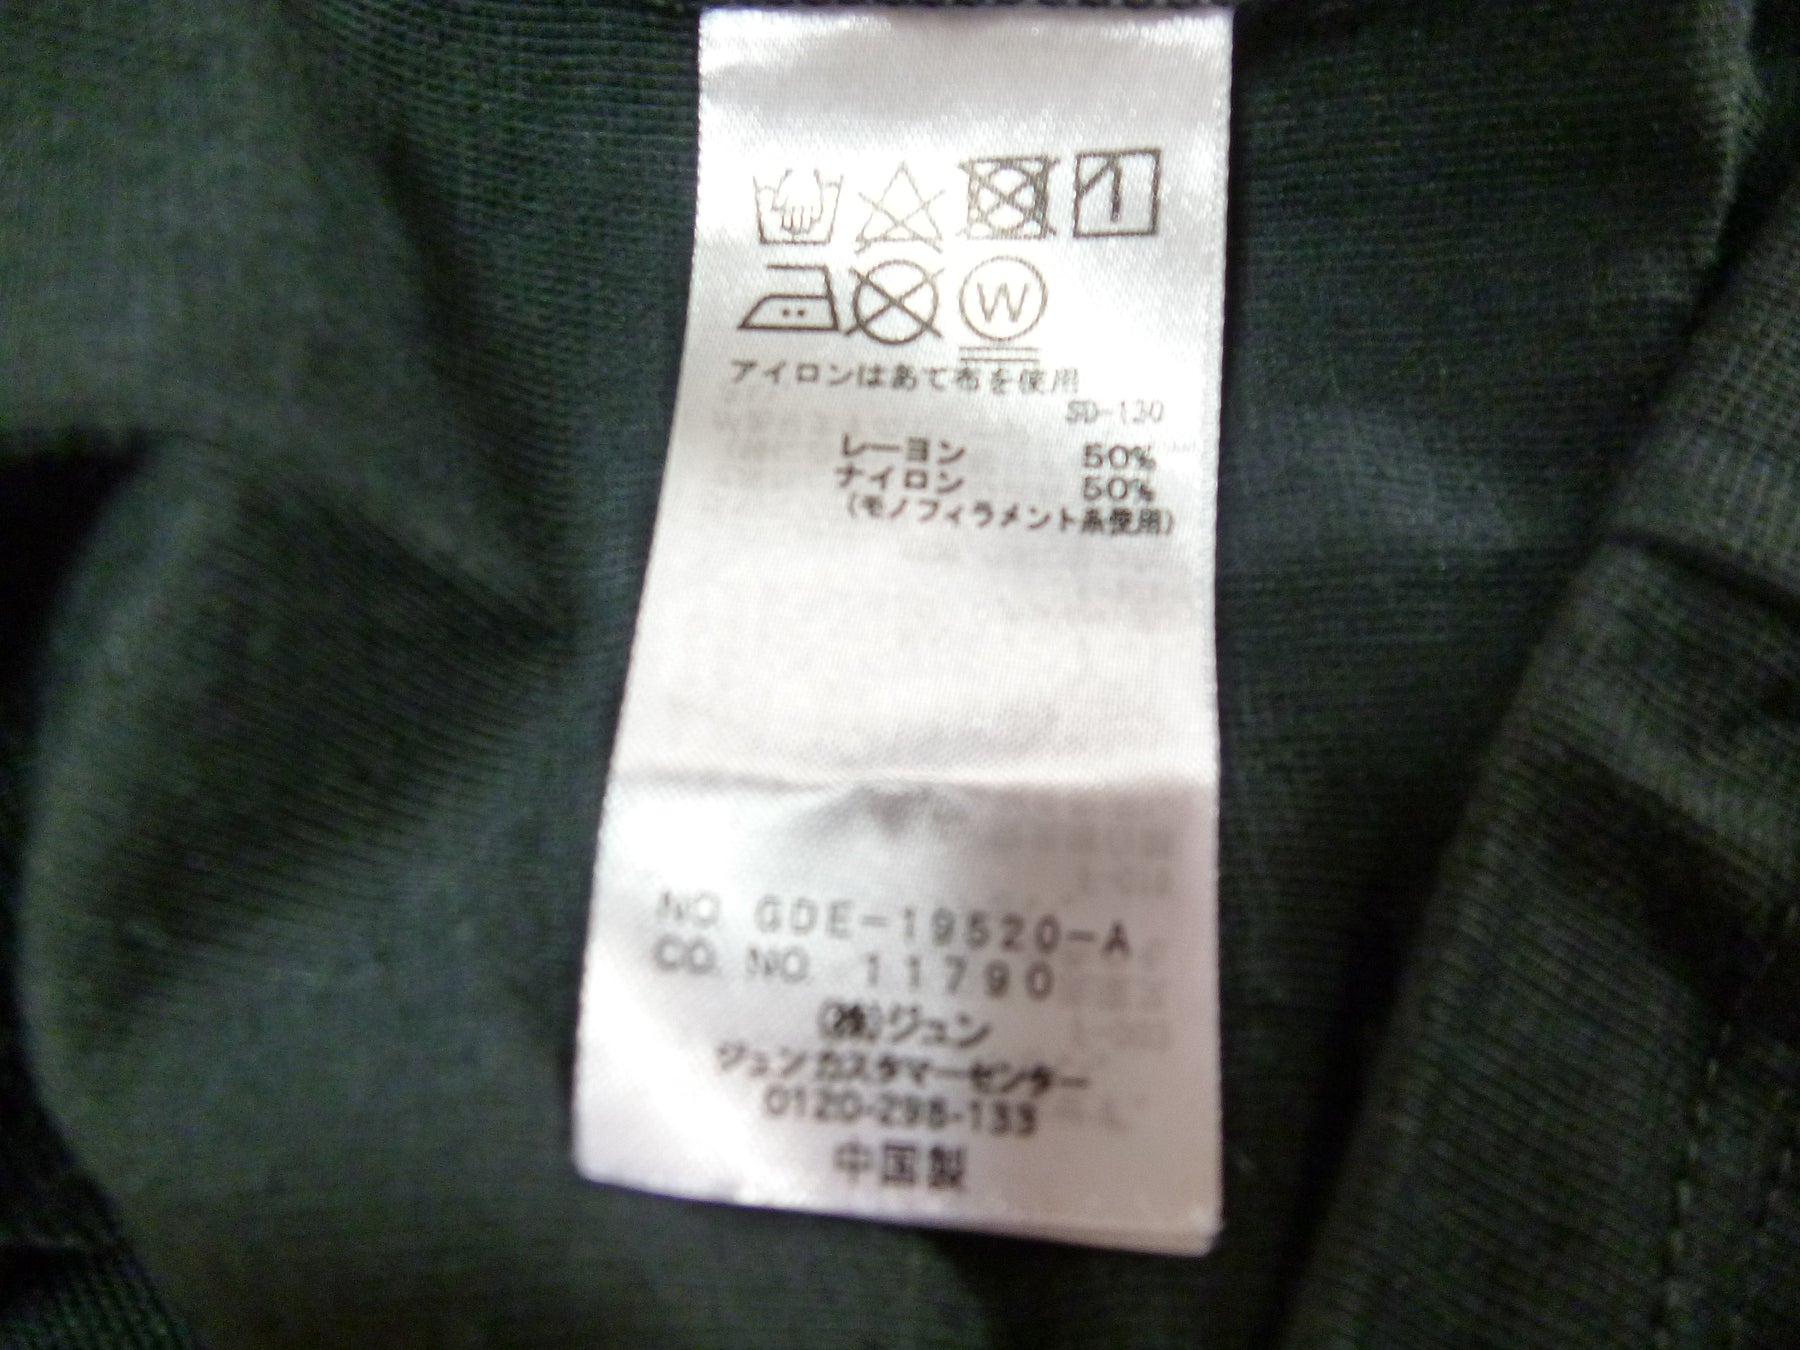 W
アイロンはあて布を使用
SD-130
レーヨン 50%
ナイロン 50%
(モノフィラメント糸使用)
NO. GDE-19520-A
CO. NO. 11790
(株)ジュン
ジュンカスタマーセンター
0120-298-133
中国製